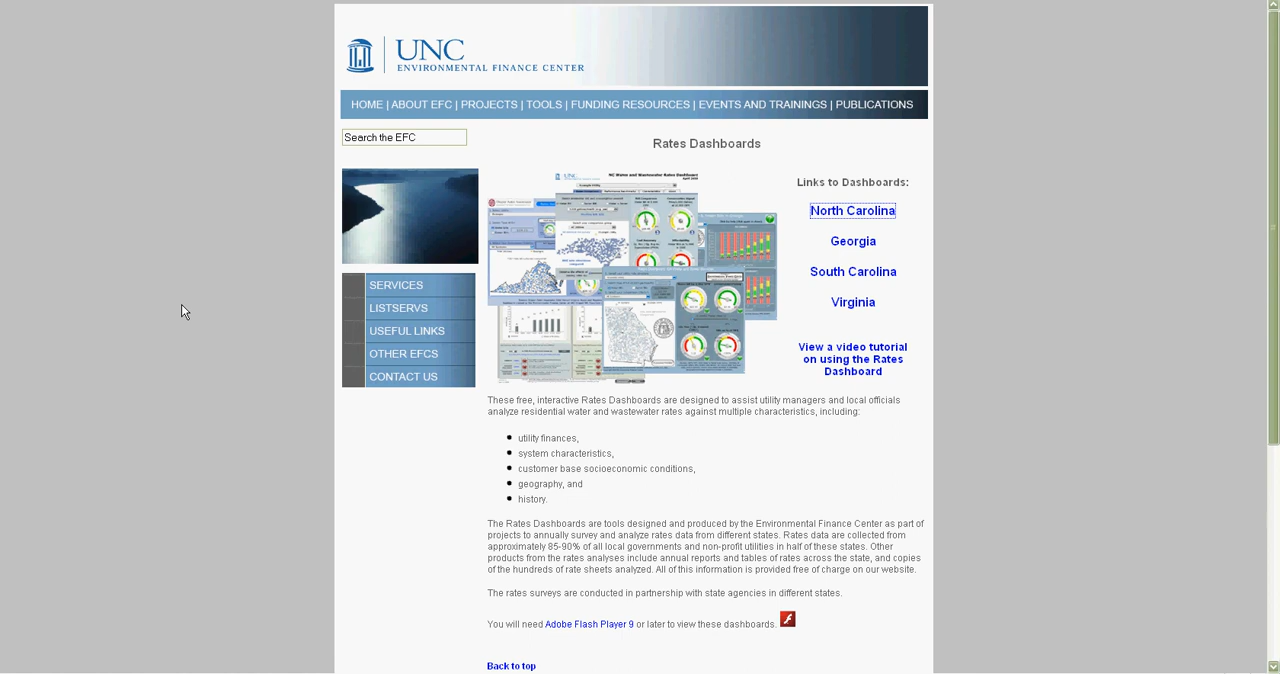 UNC
ENVIRONMENTAL FINANCE CENTER
HOME | ABOUT EFC | PROJECTS | TOOLS | FUNDING RESOURCES | EVENTS AND TRAININGS | PUBLICATIONS
Search the EFC
Rates Dashboards
Links to Dashboards:
North Carolina
Georgia
South Carolina
Virginia
View a video tutorial
on using the Rates
Dashboard
SERVICES
LISTSERVS
USEFUL LINKS
OTHER EFCS
CONTACT US
These free, interactive Rates Dashboards are designed to assist utility managers and local officials
analyze residential water and wastewater rates against multiple characteristics, including:
utility finances,
system characteristics,
customer base socioeconomic conditions,
geography, and
history.
The Rates Dashboards are tools designed and produced by the Environmental Finance Center as part of
projects to annually survey and analyze rates data from different states. Rates data are collected from
approximately 85-90% of all local governments and non-profit utilities in half of these states. Other
products from the rates analyses include annual reports and tables of rates across the state, and copies
of the hundreds of rate sheets analyzed. All of this information is provided free of charge on our website.
The rates surveys are conducted in partnership with state agencies in different states.
You will need Adobe Flash Player 9 or later to view these dashboards.
Back to top